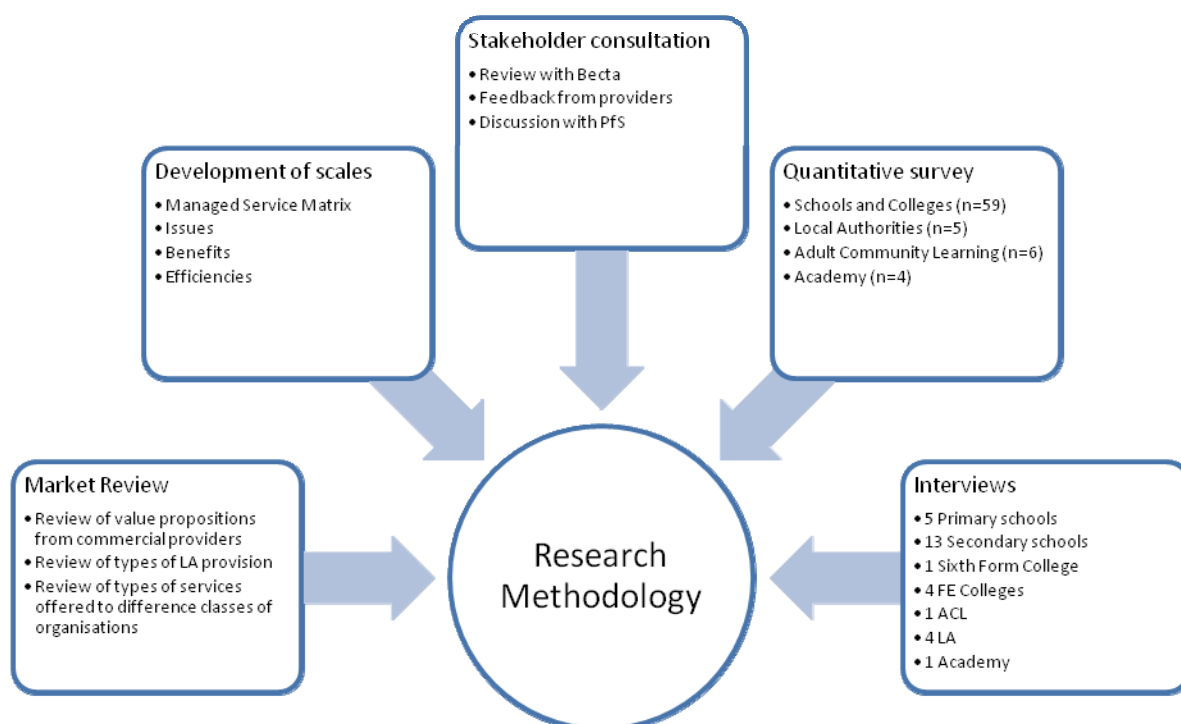 Stakeholder consultation
• Review with Becta
• Feedback from providers
• Discussion with PfS
Development of scales
• Managed Service Matrix
• Issues
• Benefits
• Efficiencies
Quantitative survey
• Schools and Colleges (n=59)
• Local Authorities (n=5)
• Adult Community Learning (n=6)
• Academy (n=4)
Market Review
• Review of value propositions
from commercial providers
• Review of types of LA provision
• Review of types of services
offered to difference classes of
organisations
Research
Methodology
Interviews
• 5 Primary schools
• 13 Secondary schools
• 1 Sixth Form College
• 4 FE Colleges
• 1 ACL
• 4 LA
• 1 Academy